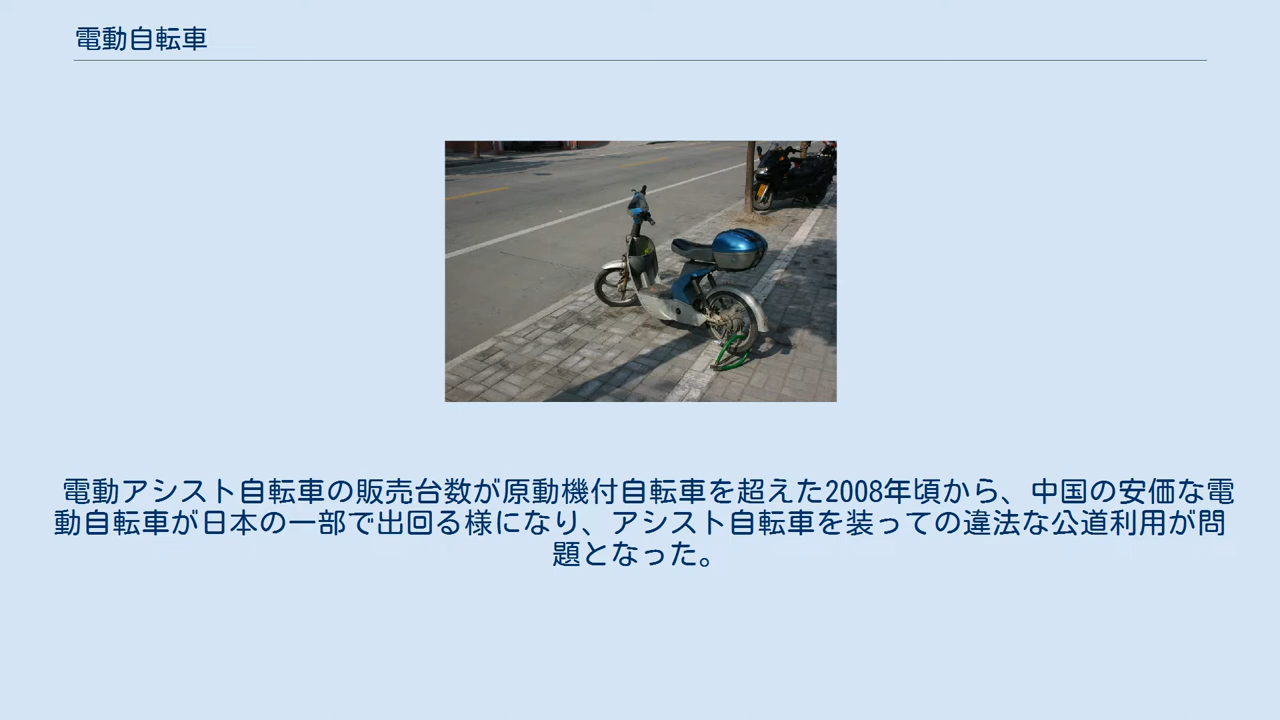 電動自転車
電動アシスト自転車の販売台数が原動機付自転車を超えた2008年頃から、中国の安価な電
動自転車が日本の一部で出回る様になり、アシスト自転車を装っての違法な公道利用が問
題となった。